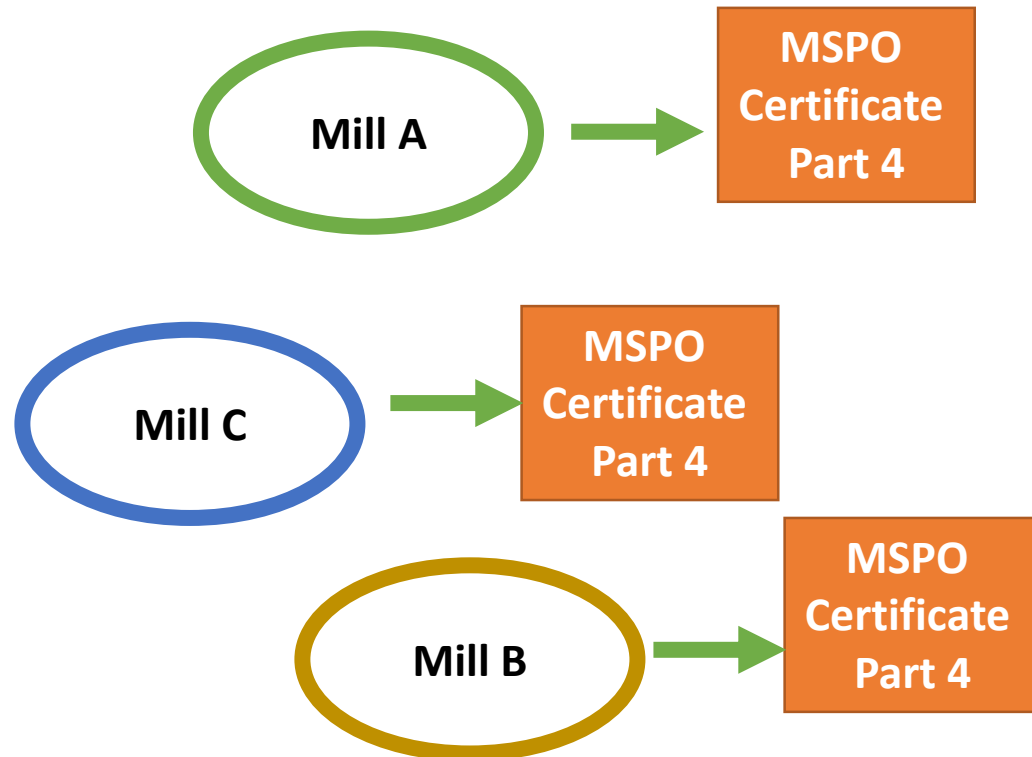 Mill A
MSPO
Certificate
Part 4
Mill C
MSPO
Certificate
Part 4
Mill B
MSPO
Certificate
Part 4